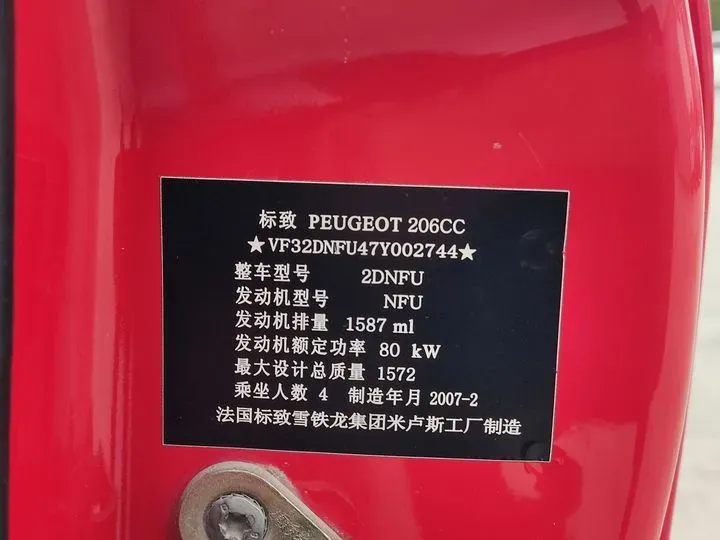 标致 PEUGEOT 206CC
★VF32DNFU47Y002744★
整车型号 2DNFU
发动机型号 NFU
发动机排量 1587 ml
发动机额定功率 80 kW
最大设计总质量 1572
乘坐人数 4 制造年月 2007-2
法国标致雪铁龙集团米卢斯工厂制造